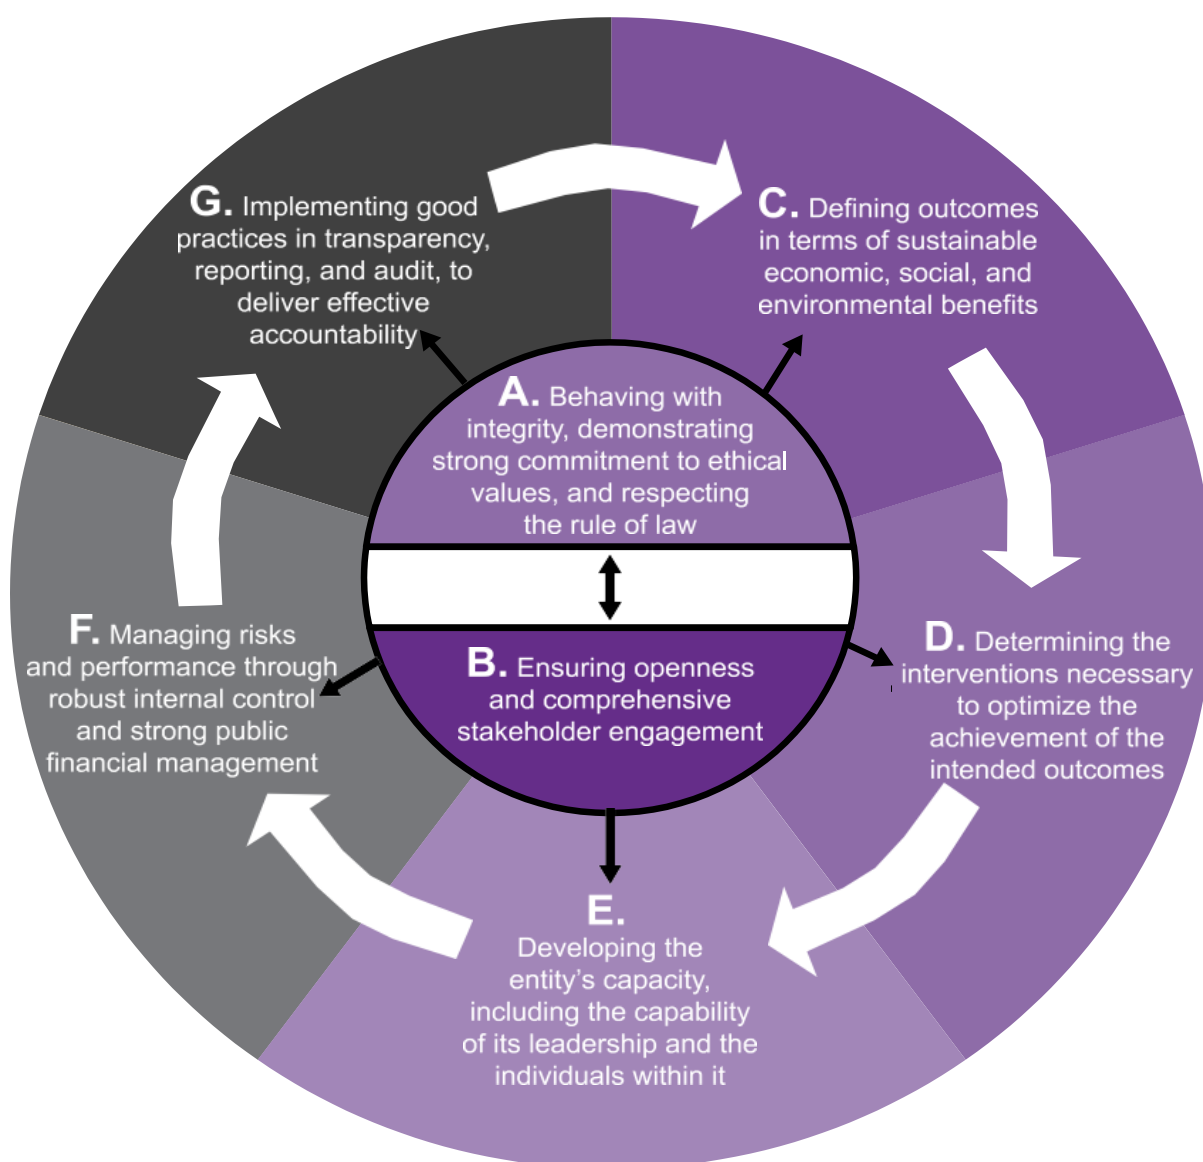 A. Behaving with
integrity, demonstrating
strong commitment to ethical
values, and respecting
the rule of law
B. Ensuring openness
and comprehensive
stakeholder engagement
C. Defining outcomes
in terms of sustainable
economic, social, and
environmental benefits
D. Determining the
interventions necessary
to optimize the
achievement of the
intended outcomes
E.
Developing the
entity’s capacity,
including the capability
of its leadership and the
individuals within it
F. Managing risks
and performance through
robust internal control
and strong public
financial management
G. Implementing good
practices in transparency,
reporting, and audit, to
deliver effective
accountability